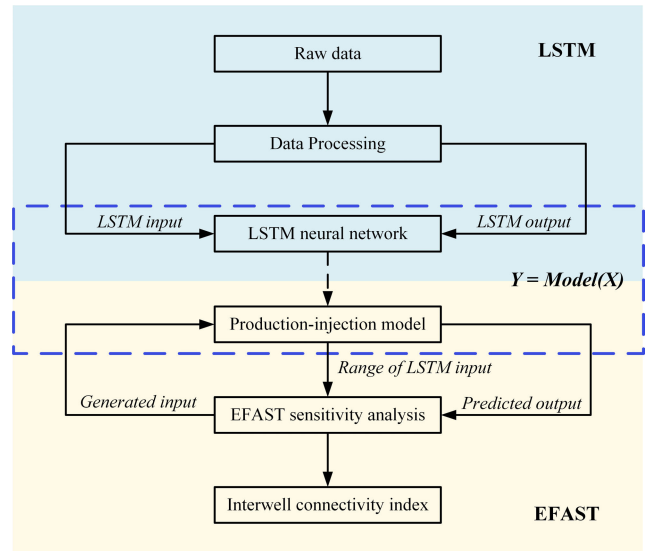 LSTM
Raw data
Data Processing
LSTM input
LSTM neural network
LSTM output
Y = Model(X)
Production-injection model
Range of LSTM input
Generated input
EFAST sensitivity analysis
Predicted output
Interwell connectivity index
EFAST